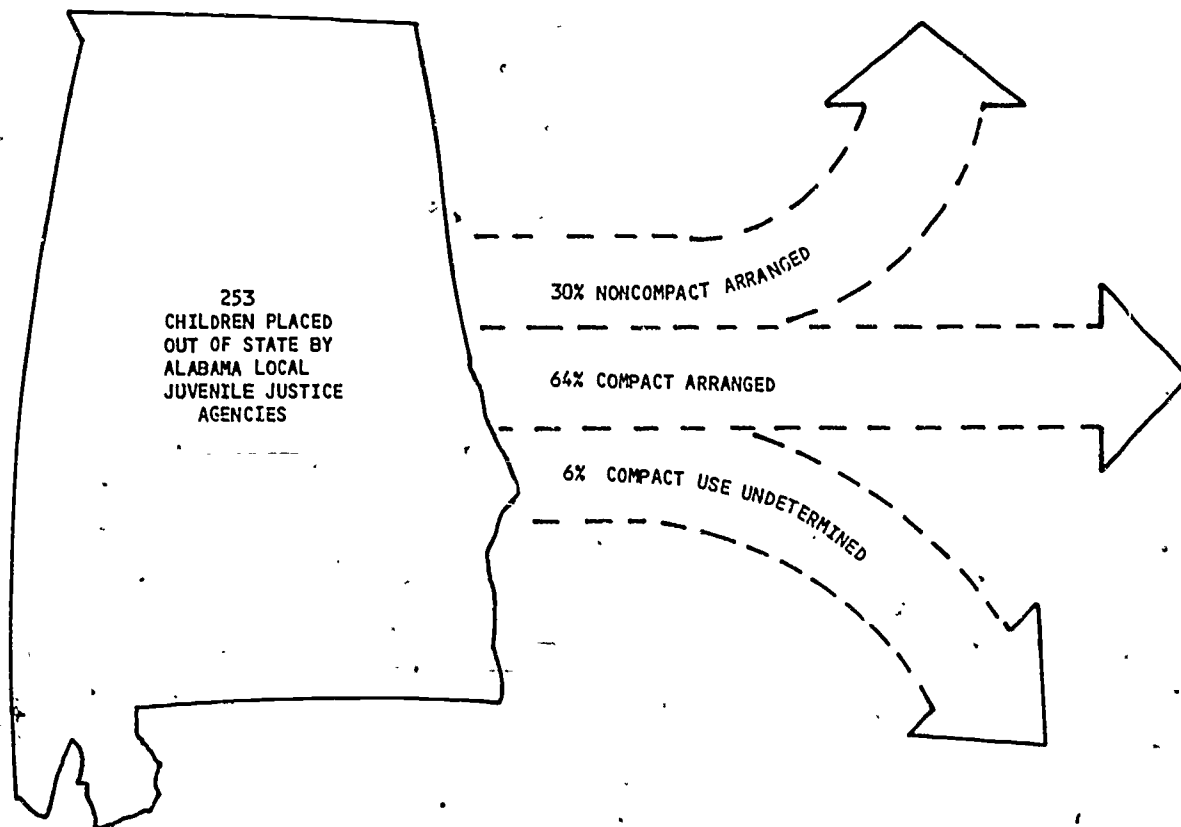 253
CHILDREN PLACED
OUT OF STATE BY
ALABAMA LOCAL
JUVENILE JUSTICE
AGENCIES
30% NONCOMPACT ARRANGED
64% COMPACT ARRANGED
6% COMPACT USE UNDETERMINED